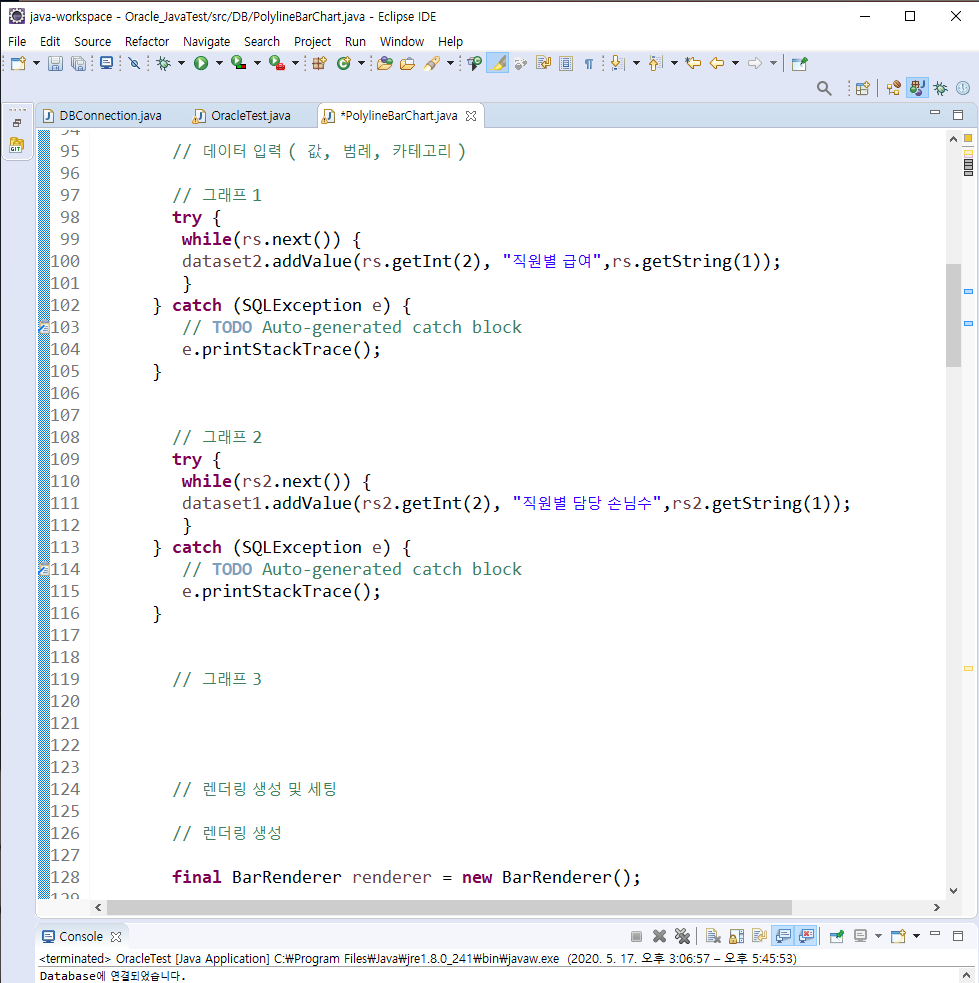 java-workspace - Oracle_JavaTest/src/DB/PolylineBarChart.java - Eclipse IDE
File Edit Source Refactor Navigate Search Project Run Window Help
DBConnection.java OracleTest.java *PolylineBarChart.java
94
95 // 데이터 입력 ( 값, 범례, 카테고리 )
96
97 // 그래프 1
98 try {
99 while(rs.next()) {
100 dataset2.addValue(rs.getInt(2), "직원별 급여",rs.getString(1));
101 }
102 } catch (SQLException e) {
103 // TODO Auto-generated catch block
104 e.printStackTrace();
105 }
106
107
108 // 그래프 2
109 try {
110 while(rs2.next()) {
111 dataset1.addValue(rs2.getInt(2), "직원별 담당 손님수",rs2.getString(1));
112 }
113 } catch (SQLException e) {
114 // TODO Auto-generated catch block
115 e.printStackTrace();
116 }
117
118
119 // 그래프 3
120
121
122
123
124 // 렌더링 생성 및 세팅
125
126 // 렌더링 생성
127
128 final BarRenderer renderer = new BarRenderer();
129
Console
<terminated> OracleTest [Java Application] C:₩Program Files₩Java₩jre1.8.0_241₩bin₩javaw.exe (2020. 5. 17. 오후 3:06:57 – 오후 5:45:53)
Database에 연결되었습니다.